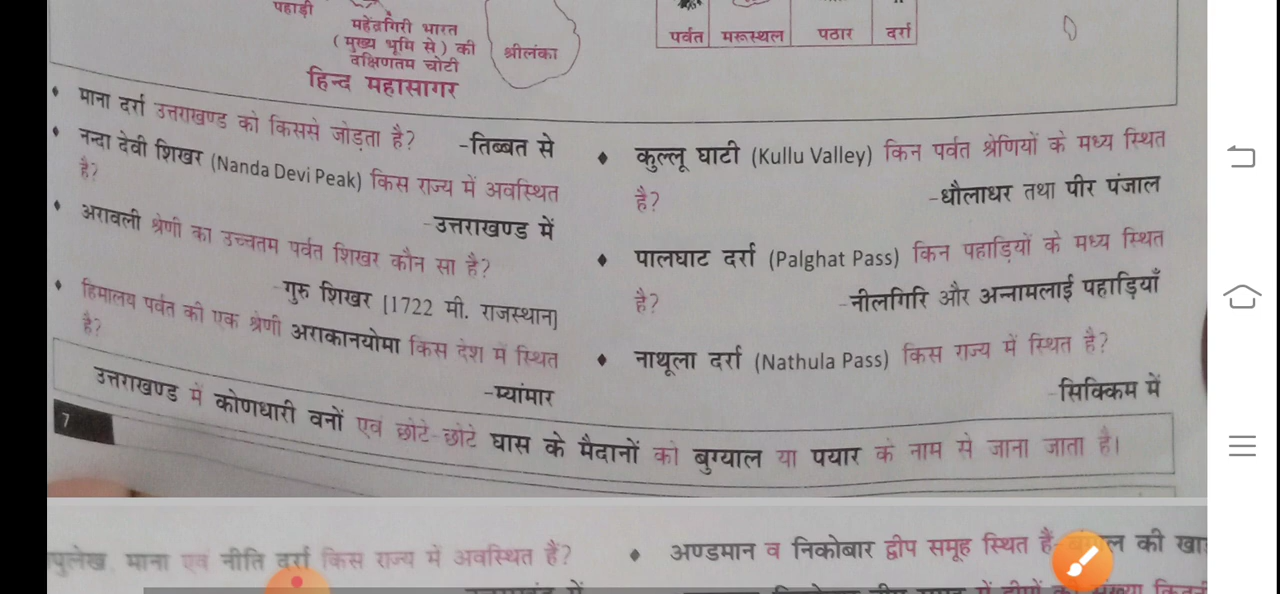 पहाड़ी
महेंद्रगिरी भारत
(मुख्य भूमि से) की
दक्षिणतम चोटी
श्रीलंका
हिन्द महासागर
पर्वत मरूस्थल पठार दर्रा
♦ माना दर्रा उत्तराखण्ड को किससे जोड़ता है?
-तिब्बत से
♦ नन्दा देवी शिखर (Nanda Devi Peak) किस राज्य में अवस्थित
है?
-उत्तराखण्ड में
♦ अरावली श्रेणी का उच्चतम पर्वत शिखर कौन सा है?
-गुरु शिखर [1722 मी. राजस्थान]
♦ हिमालय पर्वत की एक श्रेणी अराकानयोमा किस देश में स्थित
है?
-म्यांमार
♦ कुल्लू घाटी (Kullu Valley) किन पर्वत श्रेणियों के मध्य स्थित
है?
-धौलाधर तथा पीर पंजाल
♦ पालघाट दर्रा (Palghat Pass) किन पहाड़ियों के मध्य स्थित
है?
-नीलगिरि और अन्नामलाई पहाड़ियाँ
♦ नाथूला दर्रा (Nathula Pass) किस राज्य में स्थित है?
-सिक्किम में
उत्तराखण्ड में कोणधारी वनों एवं छोटे-छोटे घास के मैदानों को बुग्याल या पयार के नाम से जाना जाता है।
7
माना एवं नीति दर्रा किस राज्य में अवस्थित हैं?
♦ अण्डमान व निकोबार द्वीप समूह स्थित हैं- की